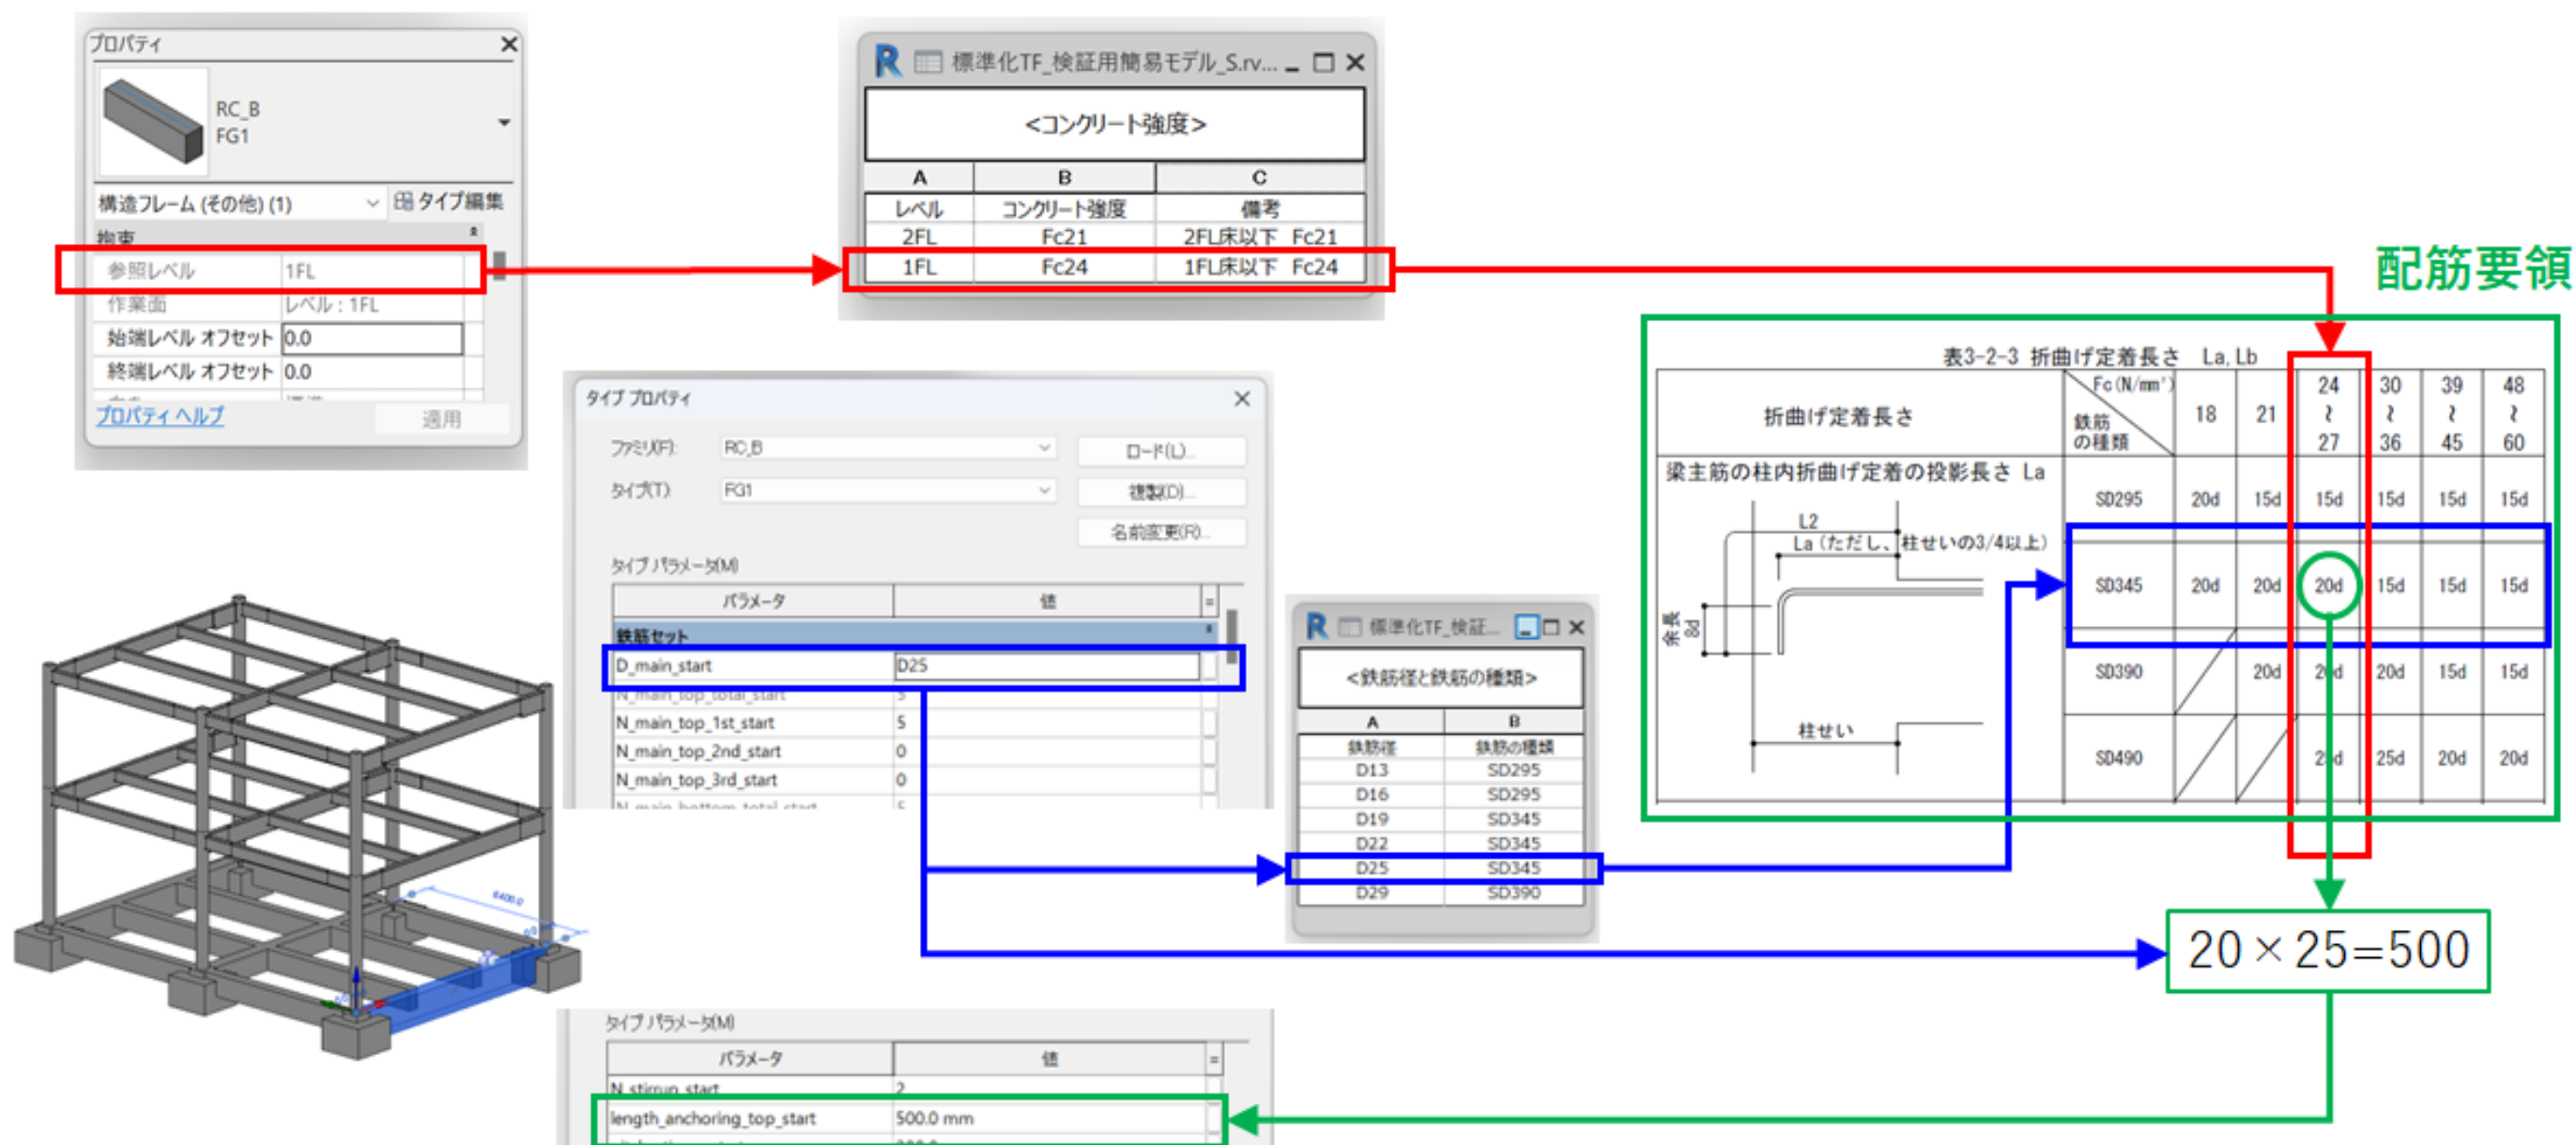 プロパティ
RC_B
FG1
構造フレーム (その他) (1)
タイプ編集
拘束
参照レベル 1FL
作業面 レベル : 1FL
始端レベル オフセット 0.0
終端レベル オフセット 0.0
プロパティ ヘルプ
適用
標準化TF_検証用簡易モデル_S.rv...
<コンクリート強度>
A B C
レベル コンクリート強度 備考
2FL Fc21 2FL床以下 Fc21
1FL Fc24 1FL床以下 Fc24
配筋要領
表3-2-3 折曲げ定着長さ La, Lb
折曲げ定着長さ
Fc(N/mm²)
鉄筋
の種類
18 21 24～27 30～36 39～45 48～60
梁主筋の柱内折曲げ定着の投影長さ La
L2
La (ただし、柱せいの3/4以上)
余長
8d
柱せい
SD295 20d 15d 15d 15d 15d 15d
SD345 20d 20d 20d 15d 15d 15d
SD390 20d 20d 20d 15d 15d
SD490 25d 25d 20d 20d
タイプ プロパティ
ファミリ(F): RC_B ロード(L)...
タイプ(T): FG1 複製(D)...
名前変更(R)...
タイプ パラメータ(M)
パラメータ 値 =
鉄筋セット
D_main_start D25
N_main_top_total_start 5
N_main_top_1st_start 5
N_main_top_2nd_start 0
N_main_top_3rd_start 0
N_main_bottom_total_start 5
標準化TF_検証...
<鉄筋径と鉄筋の種類>
A B
鉄筋径 鉄筋の種類
D13 SD295
D16 SD295
D19 SD345
D22 SD345
D25 SD345
D29 SD390
6400.0
20×25=500
タイプ パラメータ(M)
パラメータ 値 =
N_stirrup_start 2
length_anchoring_top_start 500.0 mm